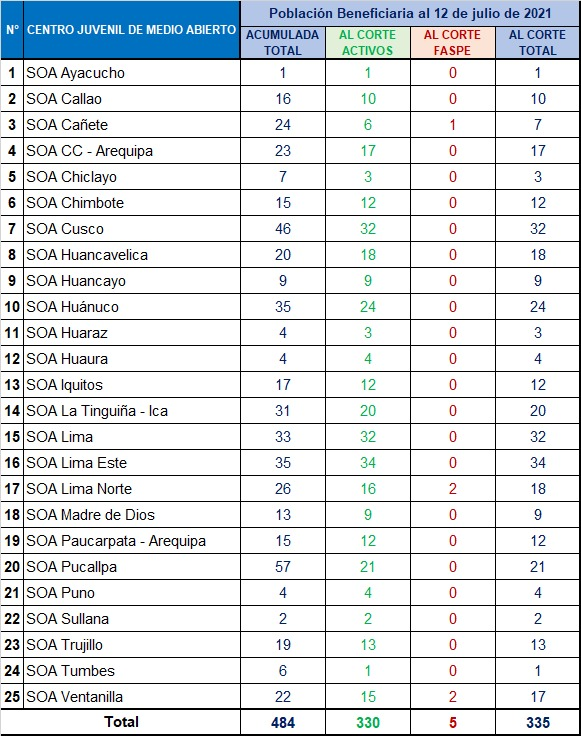 N° CENTRO JUVENIL DE MEDIO ABIERTO Población Beneficiaria al 12 de julio de 2021
ACUMULADA TOTAL AL CORTE ACTIVOS AL CORTE FASPE AL CORTE TOTAL
1 SOA Ayacucho 1 1 0 1
2 SOA Callao 16 10 0 10
3 SOA Cañete 24 6 1 7
4 SOA CC - Arequipa 23 17 0 17
5 SOA Chiclayo 7 3 0 3
6 SOA Chimbote 15 12 0 12
7 SOA Cusco 46 32 0 32
8 SOA Huancavelica 20 18 0 18
9 SOA Huancayo 9 9 0 9
10 SOA Huánuco 35 24 0 24
11 SOA Huaraz 4 3 0 3
12 SOA Huaura 4 4 0 4
13 SOA Iquitos 17 12 0 12
14 SOA La Tinguiña - Ica 31 20 0 20
15 SOA Lima 33 32 0 32
16 SOA Lima Este 35 34 0 34
17 SOA Lima Norte 26 16 2 18
18 SOA Madre de Dios 13 9 0 9
19 SOA Paucarpata - Arequipa 15 12 0 12
20 SOA Pucallpa 57 21 0 21
21 SOA Puno 4 4 0 4
22 SOA Sullana 2 2 0 2
23 SOA Trujillo 19 13 0 13
24 SOA Tumbes 6 1 0 1
25 SOA Ventanilla 22 15 2 17
Total 484 330 5 335